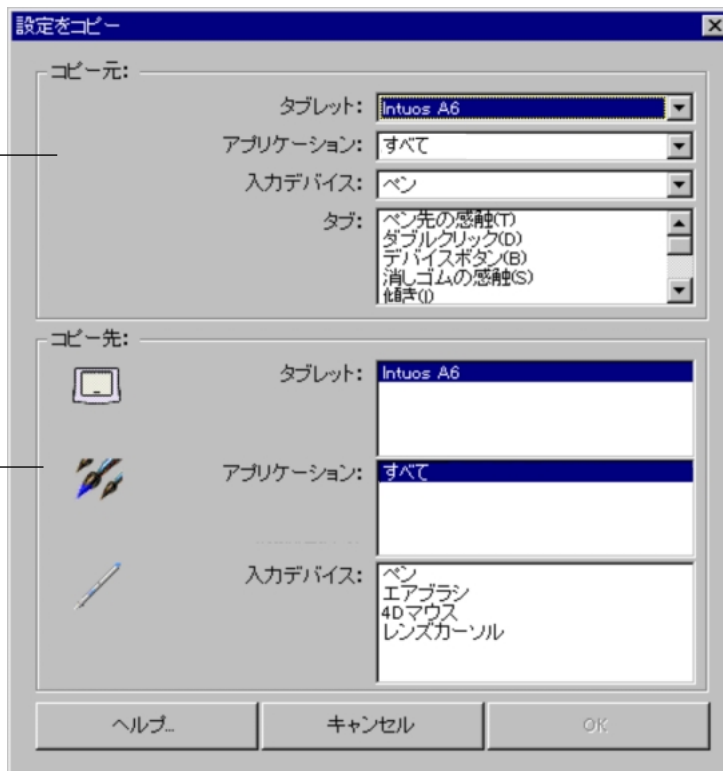 設定をコピー
コピー元:
タブレット: Intuos A6
アプリケーション: すべて
入力デバイス: ペン
タブ: ペン先の感触(T)
ダブルクリック(D)
デバイスボタン(B)
消しゴムの感触(S)
傾き(I)
コピー先:
タブレット: Intuos A6
アプリケーション: すべて
入力デバイス: ペン
エアブラシ
4Dマウス
レンズカーソル
ヘルプ... キャンセル OK